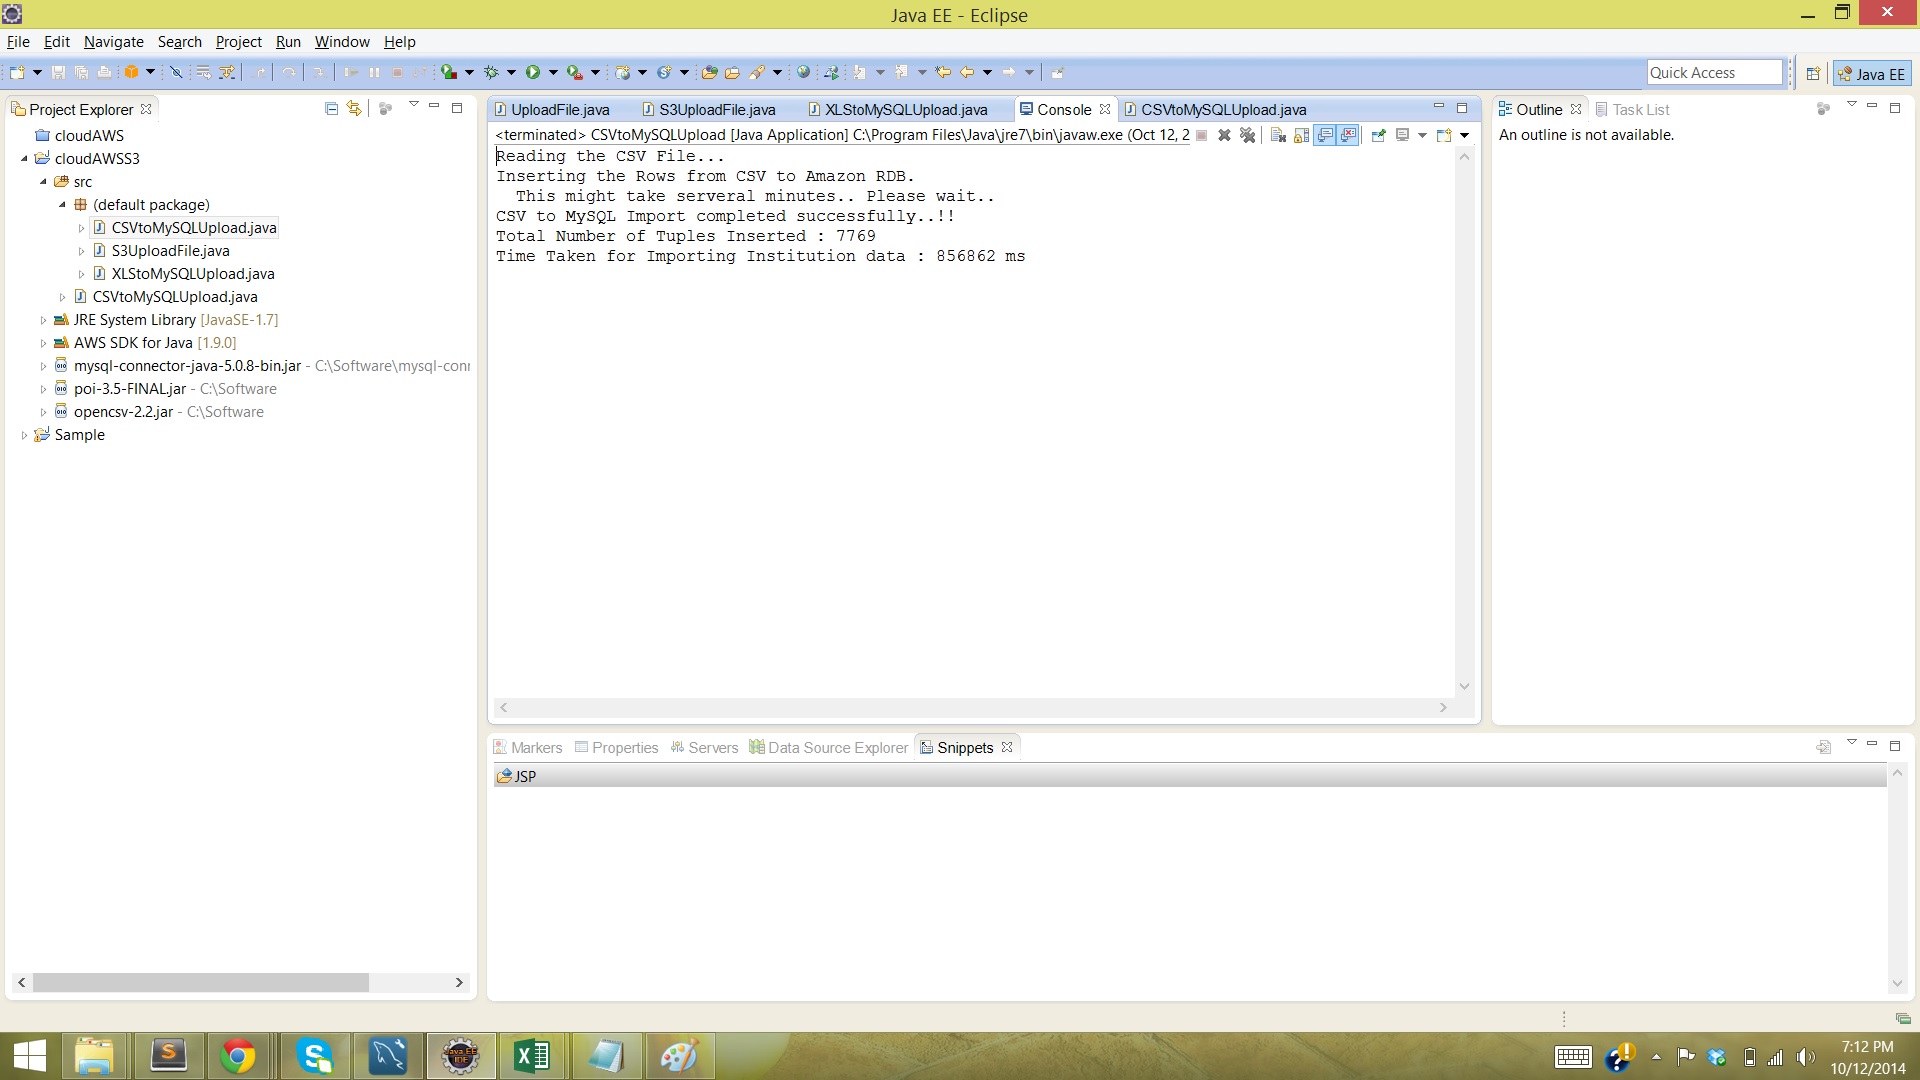 Java EE - Eclipse
File Edit Navigate Search Project Run Window Help
Quick Access
Java EE
Project Explorer
cloudAWS
cloudAWSS3
src
(default package)
CSVtoMySQLUpload.java
S3UploadFile.java
XLStoMySQLUpload.java
CSVtoMySQLUpload.java
JRE System Library [JavaSE-1.7]
AWS SDK for Java [1.9.0]
mysql-connector-java-5.0.8-bin.jar - C:\Software\mysql-conn
poi-3.5-FINAL.jar - C:\Software
opencsv-2.2.jar - C:\Software
Sample
UploadFile.java S3UploadFile.java XLStoMySQLUpload.java Console CSVtoMySQLUpload.java
<terminated> CSVtoMySQLUpload [Java Application] C:\Program Files\Java\jre7\bin\javaw.exe (Oct 12, 2
Reading the CSV File...
Inserting the Rows from CSV to Amazon RDB.
This might take serveral minutes.. Please wait..
CSV to MySQL Import completed successfully..!!
Total Number of Tuples Inserted : 7769
Time Taken for Importing Institution data : 856862 ms
Outline Task List
An outline is not available.
Markers Properties Servers Data Source Explorer Snippets
JSP
7:12 PM
10/12/2014